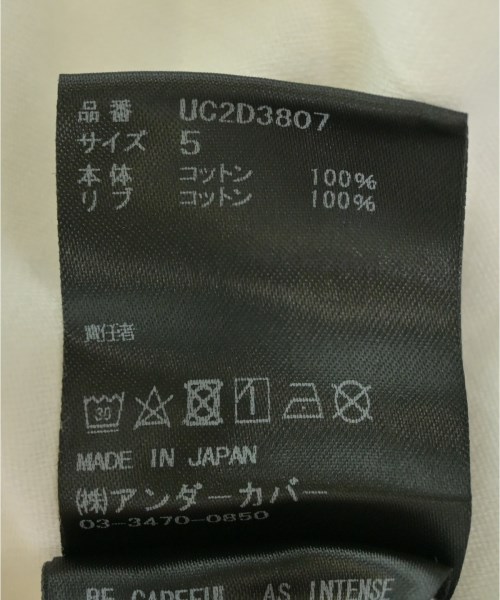 品番 UC2D3807
サイズ 5
本体 コットン 100%
リブ コットン 100%
責任者
30
MADE IN JAPAN
㈱アンダーカバー
03-3470-0850
BE CAREFUL AS INTENSE